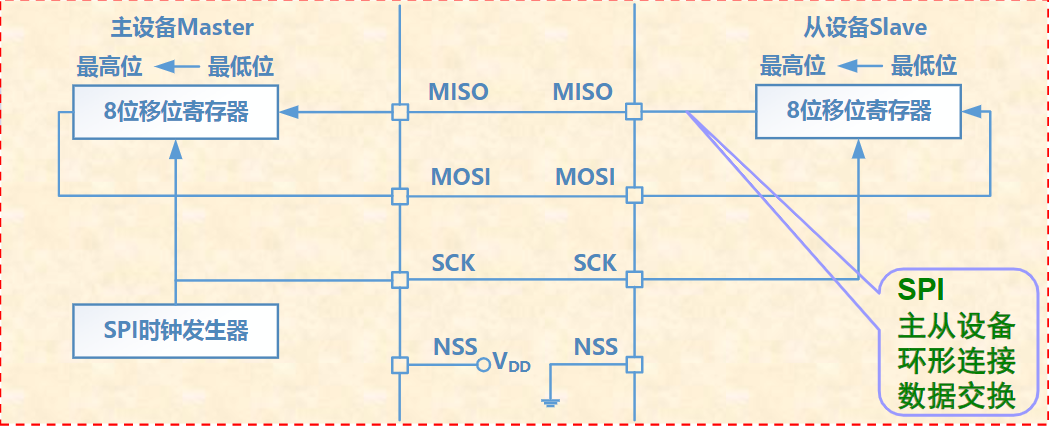 主设备Master
从设备Slave
最高位 最低位
最高位 最低位
8位移位寄存器
MISO
MISO
8位移位寄存器
MOSI
MOSI
SCK
SCK
SPI时钟发生器
NSS
VDD
NSS
SPI
主从设备
环形连接
数据交换